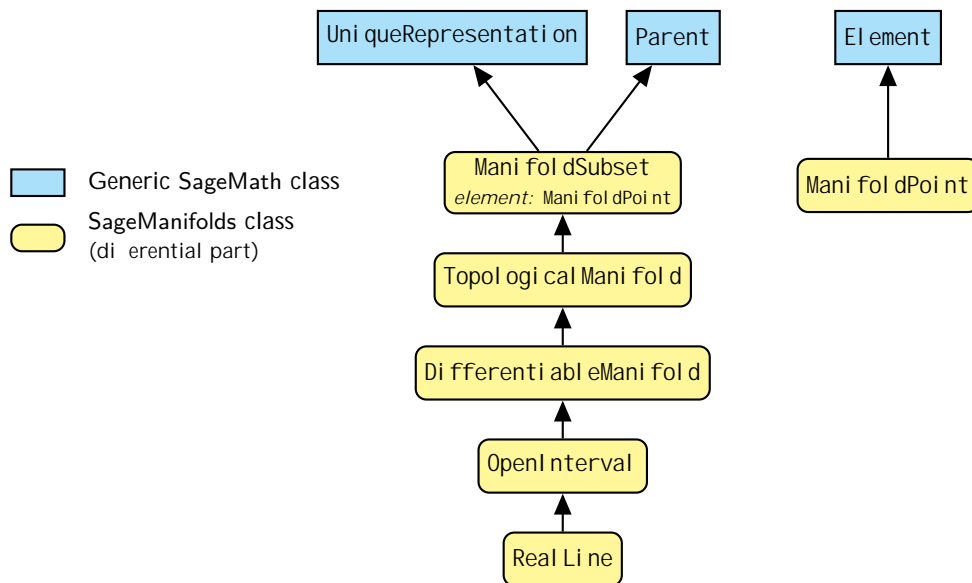 UniqueRepresentation
Parent
Element
ManifoldSubset
element: ManifoldPoint
ManifoldPoint
Generic SageMath class
SageManifolds class
(di erential part)
TopologicalManifold
DifferentiableManifold
OpenInterval
RealLine